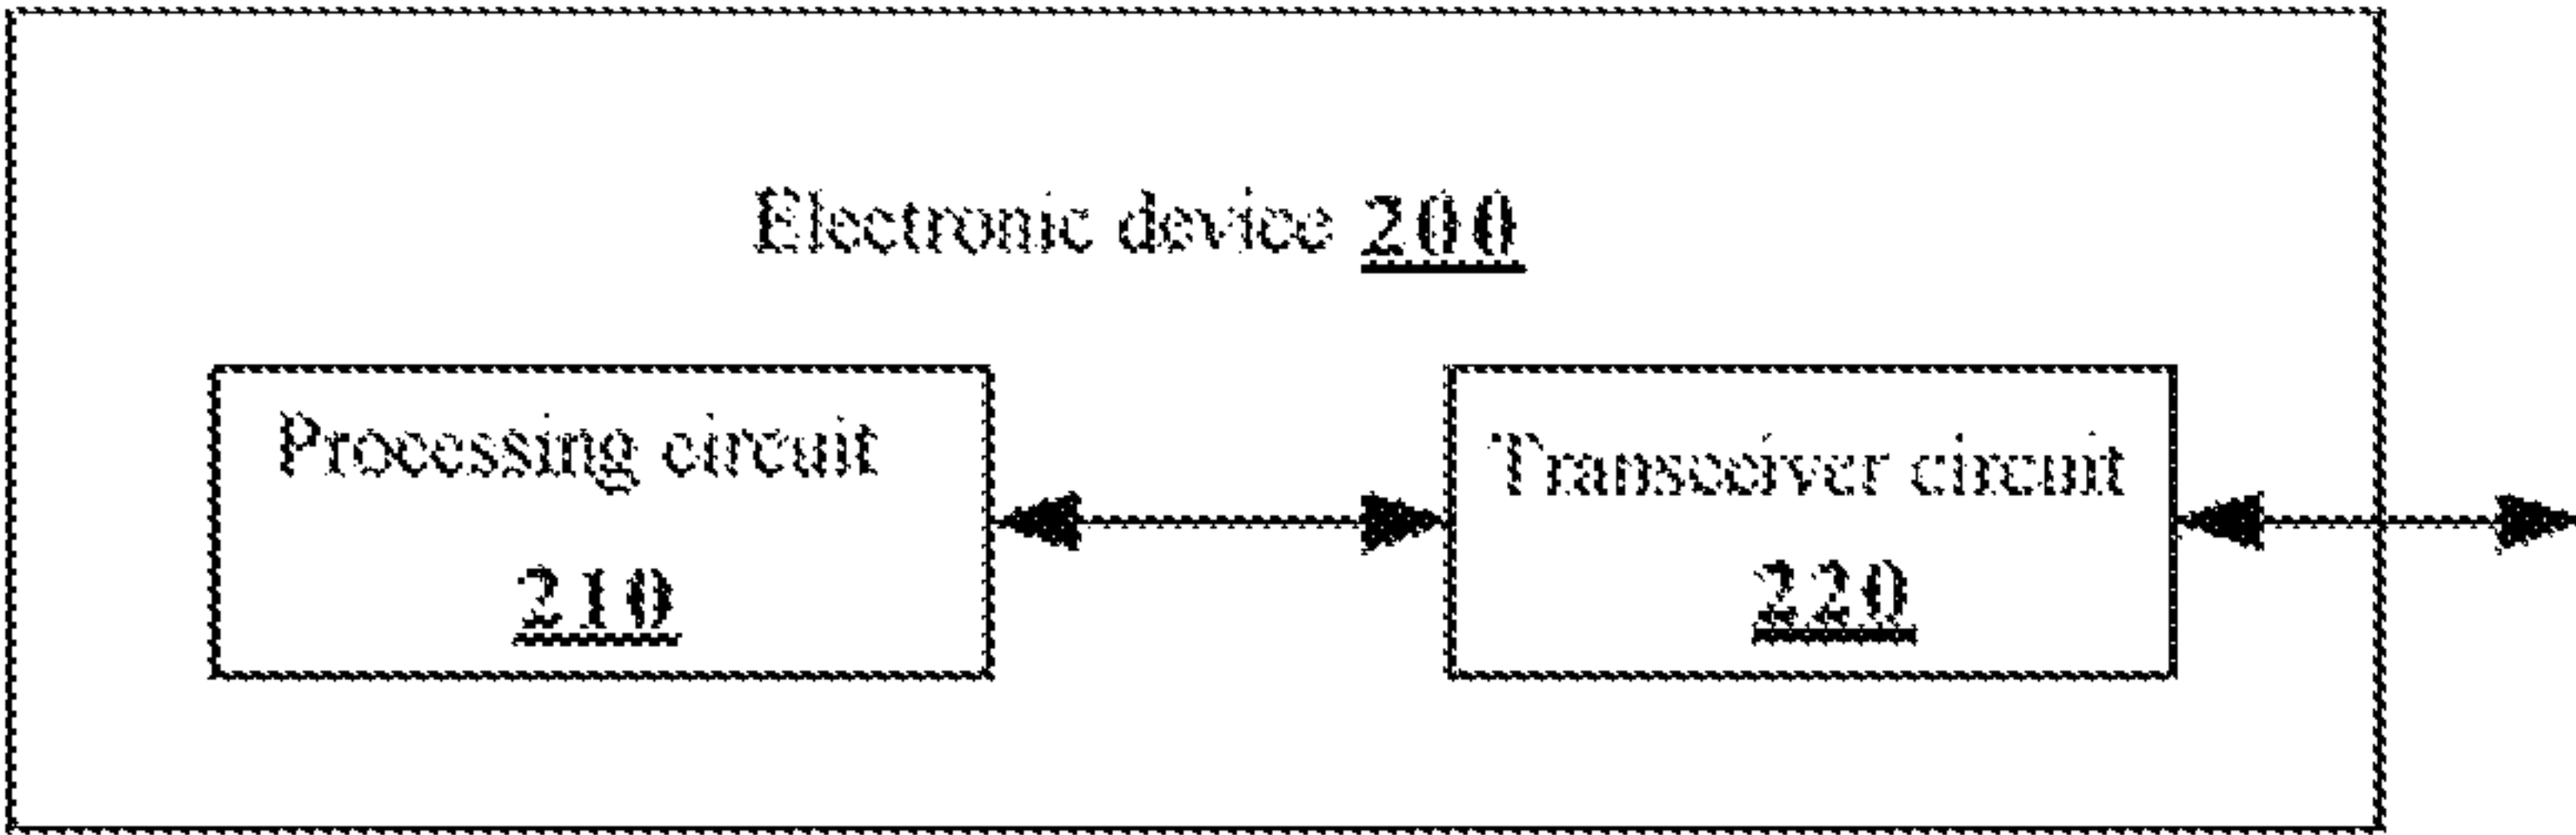 Electronic device 200
Processing circuit
210
Transceiver circuit
220